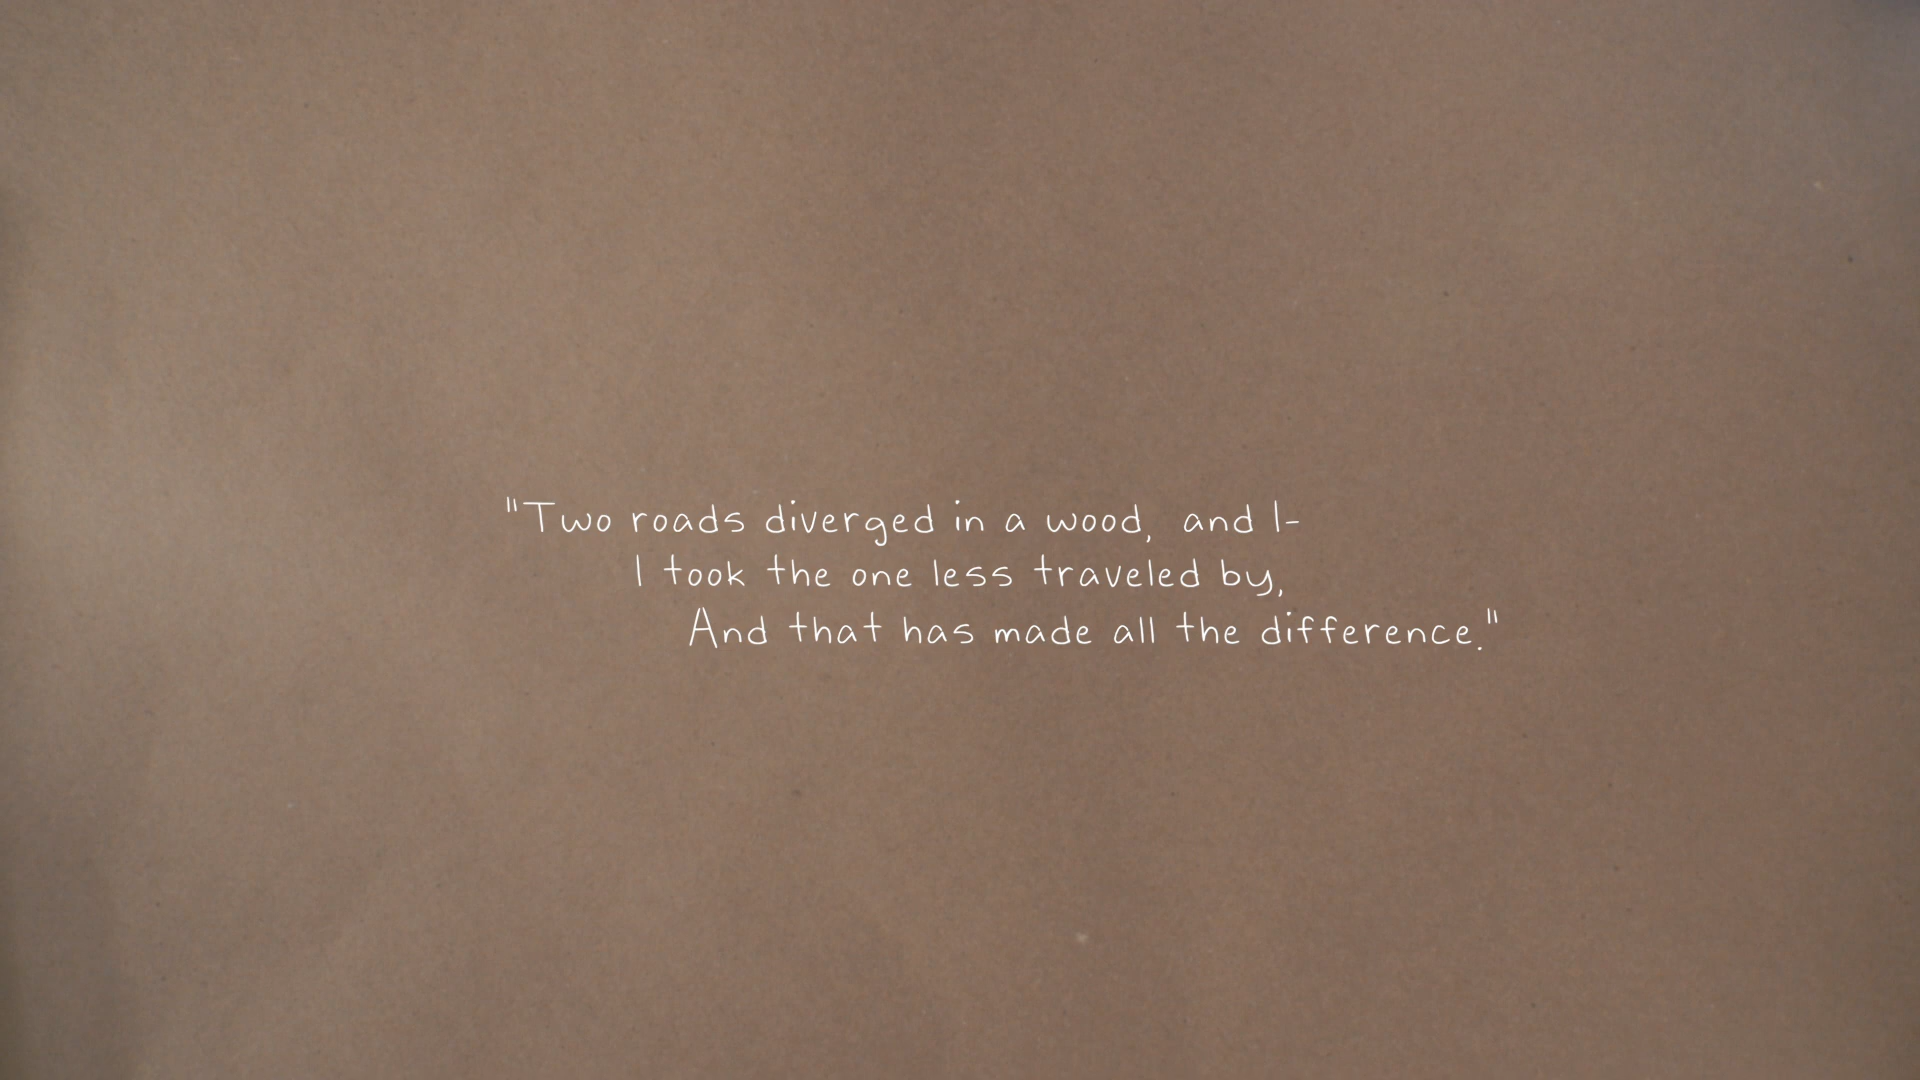 "Two roads diverged in a wood, and I-
I took the one less traveled by,
And that has made all the difference."